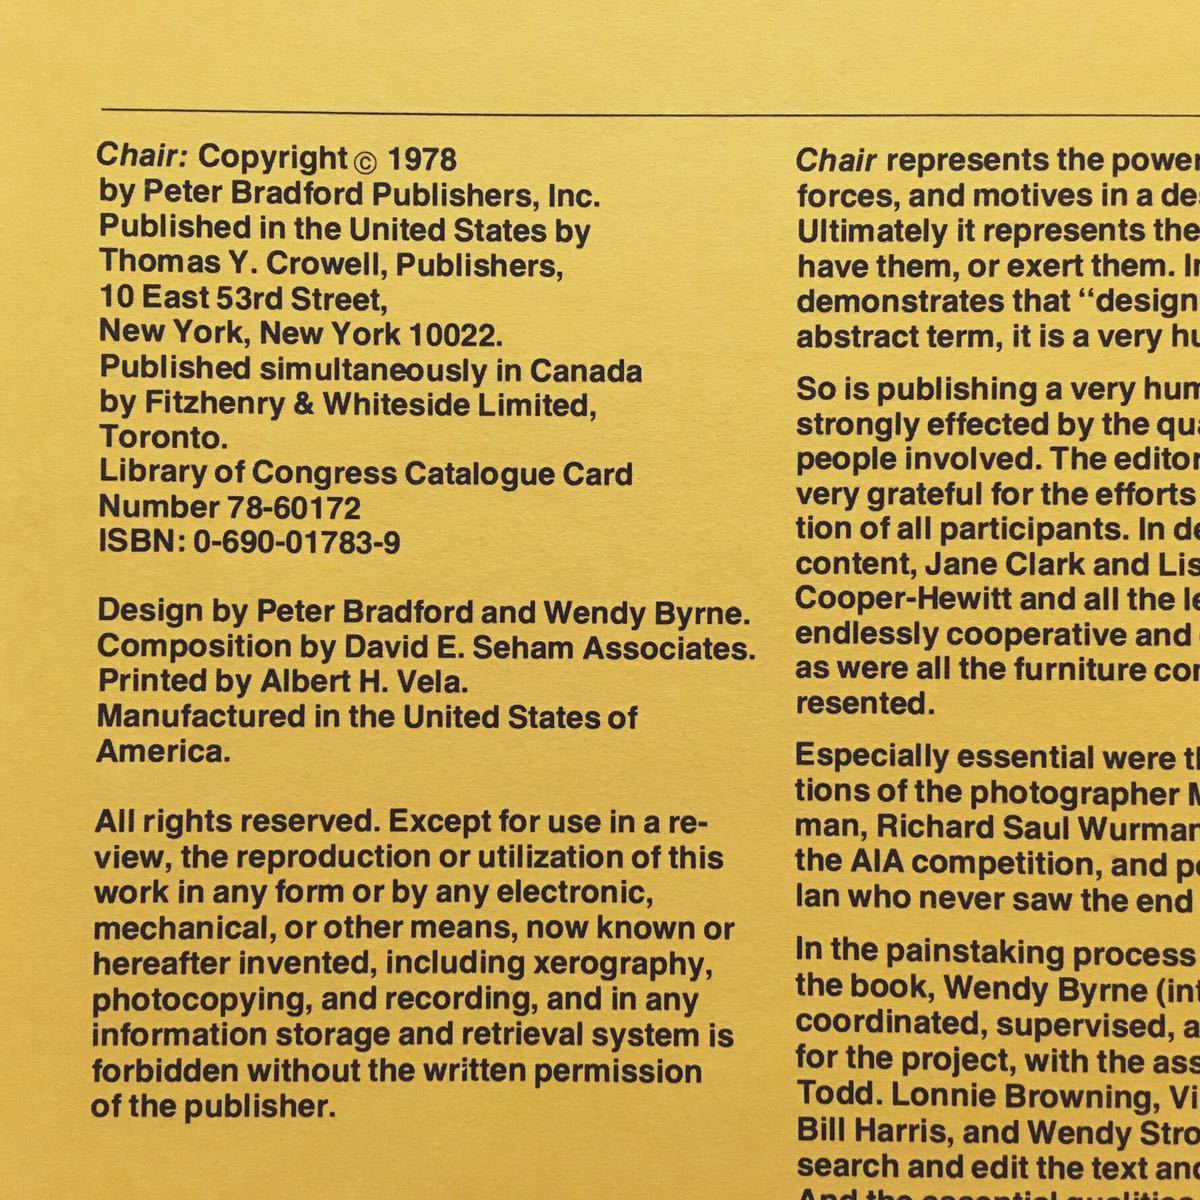 Chair: Copyright © 1978
by Peter Bradford Publishers, Inc.
Published in the United States by
Thomas Y. Crowell, Publishers,
10 East 53rd Street,
New York, New York 10022.
Published simultaneously in Canada
by Fitzhenry & Whiteside Limited,
Toronto.
Library of Congress Catalogue Card
Number 78-60172
ISBN: 0-690-01783-9
Design by Peter Bradford and Wendy Byrne.
Composition by David E. Seham Associates.
Printed by Albert H. Vela.
Manufactured in the United States of
America.
All rights reserved. Except for use in a re-
view, the reproduction or utilization of this
work in any form or by any electronic,
mechanical, or other means, now known or
hereafter invented, including xerography,
photocopying, and recording, and in any
information storage and retrieval system is
forbidden without the written permission
of the publisher.
Chair represents the power
forces, and motives in a
Ultimately it represents the
have them, or exert them.
demonstrates that “design
abstract term, it is a very
So is publishing a very
strongly effected by the
people involved. The
very grateful for the efforts
tion of all participants. In
content, Jane Clark and
Cooper-Hewitt and all the
endlessly cooperative and
as were all the furniture
resented.
Especially essential were
tions of the photographer
man, Richard Saul Wurman
the AIA competition, and
lan who never saw the end
In the painstaking process
the book, Wendy Byrne
coordinated, supervised,
for the project, with the
Todd. Lonnie Browning,
Bill Harris, and Wendy
search and edit the text
And the essential